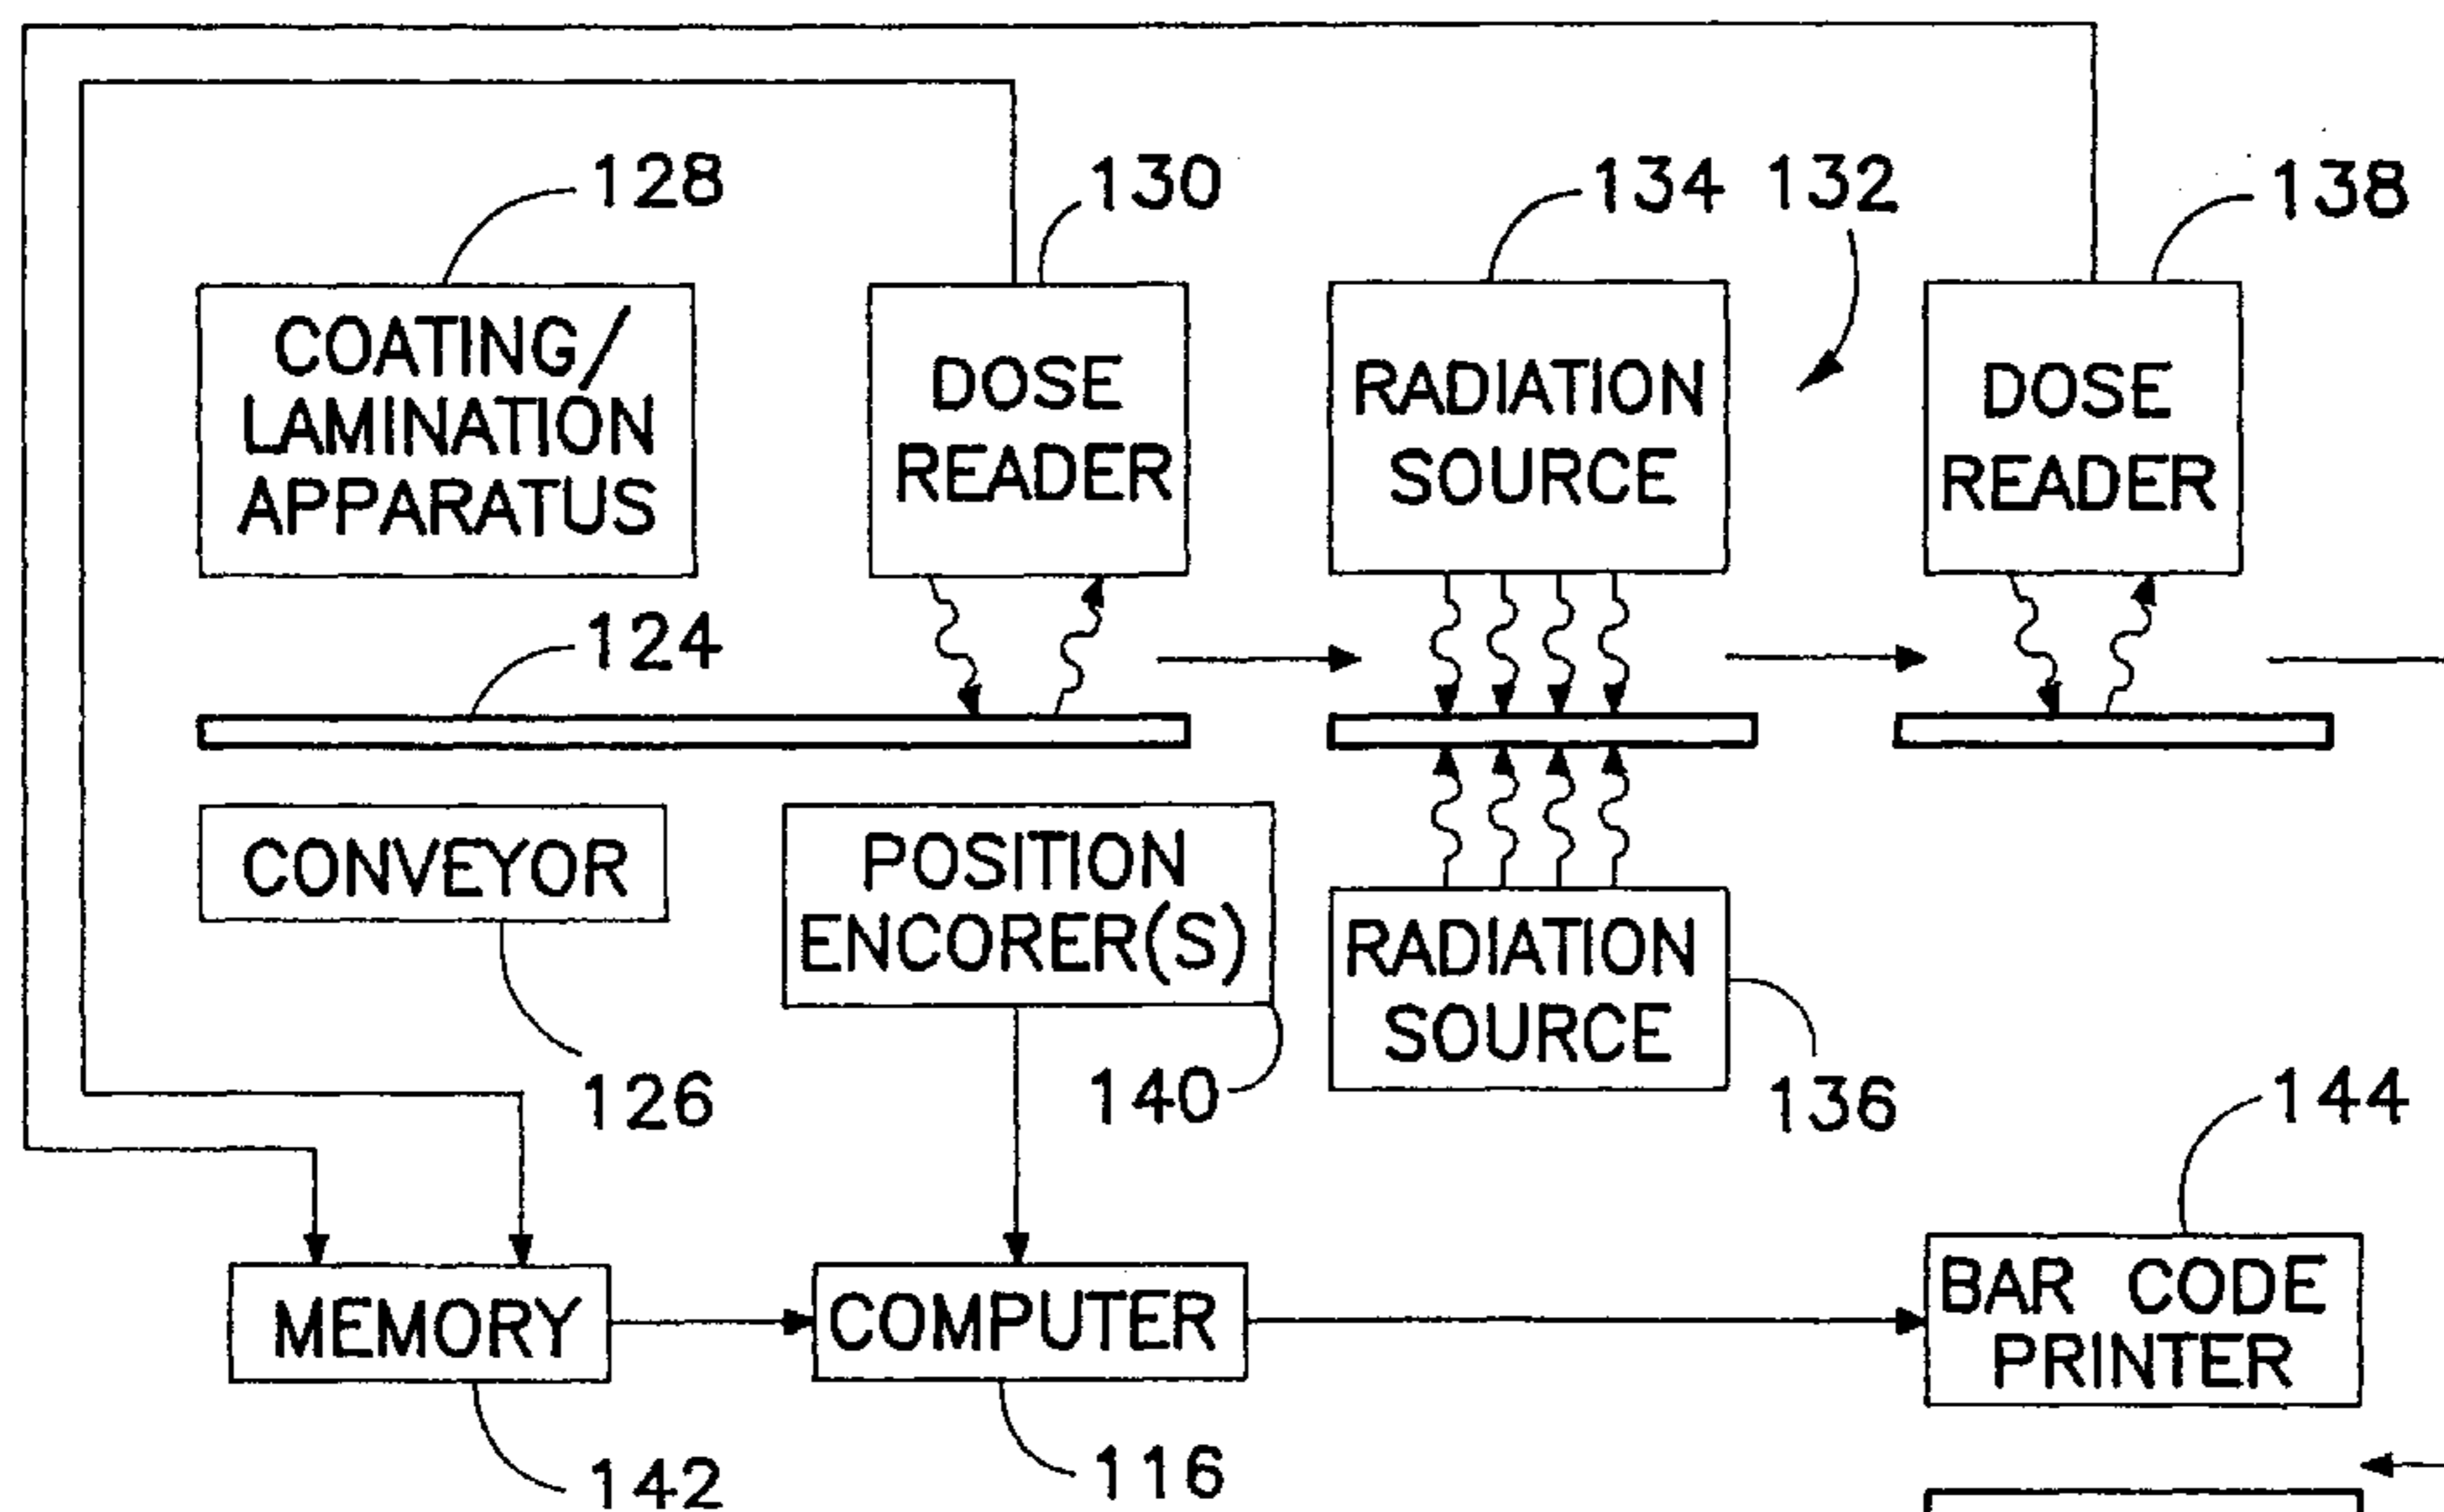 128
130
134
132
138
COATING/
LAMINATION
APPARATUS
DOSE
READER
RADIATION
SOURCE
DOSE
READER
124
CONVEYOR
POSITION
ENCORER(S)
RADIATION
SOURCE
126
140
136
144
MEMORY
COMPUTER
BAR CODE
PRINTER
142
116